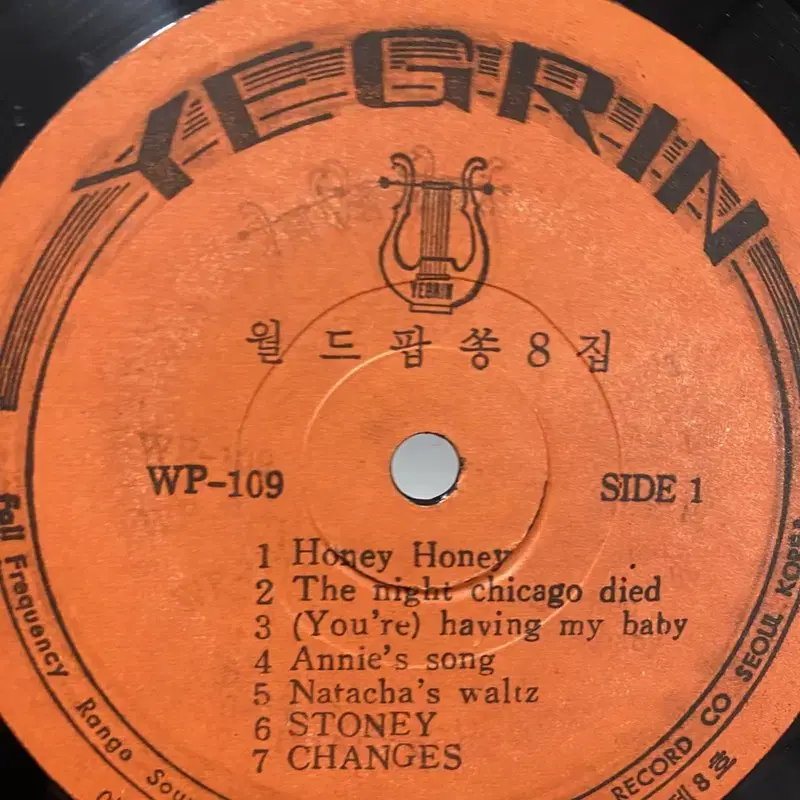 YEGRIN
YEGRIN
월드팝쏭8집
WP-109
SIDE 1
1 Honey Honey
2 The night chicago died
3 (You're) having my baby
4 Annie's song
5 Natacha's waltz
6 STONEY
7 CHANGES
Full Frequency Range Sou
RECORD CO SEOUL KOREA
제8호